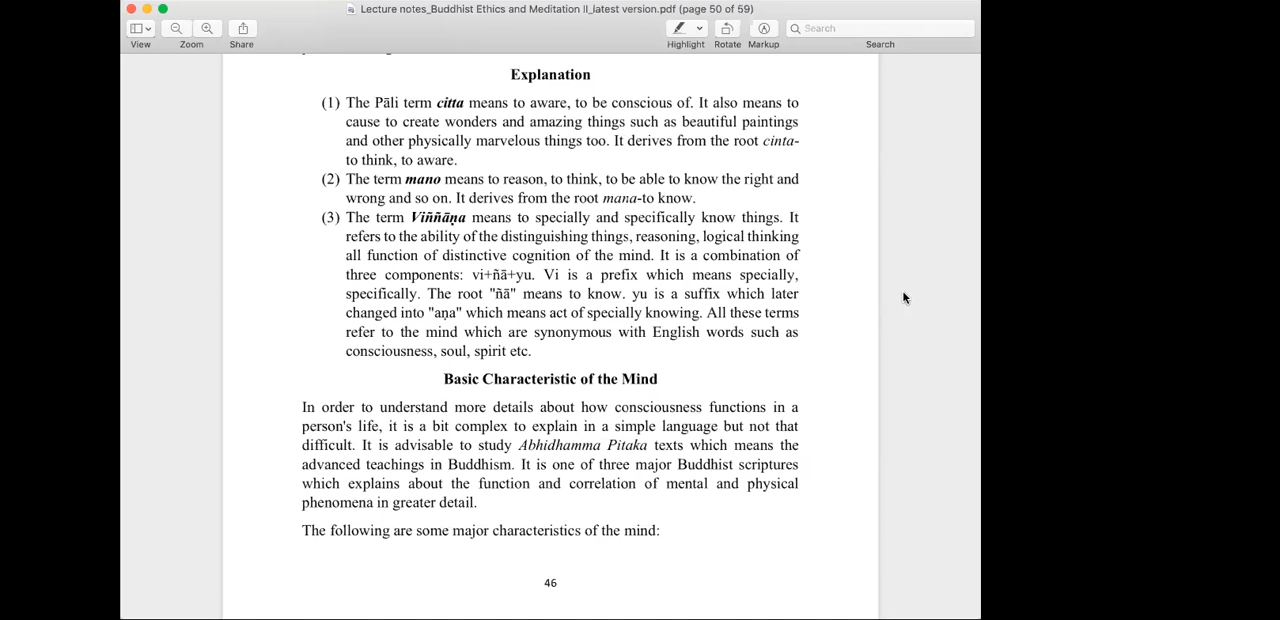 Lecture notes_Buddhist Ethics and Meditation II_latest version.pdf (page 50 of 59)
Search
View Zoom Share Highlight Rotate Markup Search
Explanation
(1) The Pāli term citta means to aware, to be conscious of. It also means to
cause to create wonders and amazing things such as beautiful paintings
and other physically marvelous things too. It derives from the root cinta-
to think, to aware.
(2) The term mano means to reason, to think, to be able to know the right and
wrong and so on. It derives from the root mana-to know.
(3) The term Viññāṇa means to specially and specifically know things. It
refers to the ability of the distinguishing things, reasoning, logical thinking
all function of distinctive cognition of the mind. It is a combination of
three components: vi+ñā+yu. Vi is a prefix which means specially,
specifically. The root "ñā" means to know. yu is a suffix which later
changed into "aṇa" which means act of specially knowing. All these terms
refer to the mind which are synonymous with English words such as
consciousness, soul, spirit etc.
Basic Characteristic of the Mind
In order to understand more details about how consciousness functions in a
person's life, it is a bit complex to explain in a simple language but not that
difficult. It is advisable to study Abhidhamma Pitaka texts which means the
advanced teachings in Buddhism. It is one of three major Buddhist scriptures
which explains about the function and correlation of mental and physical
phenomena in greater detail.
The following are some major characteristics of the mind:
46